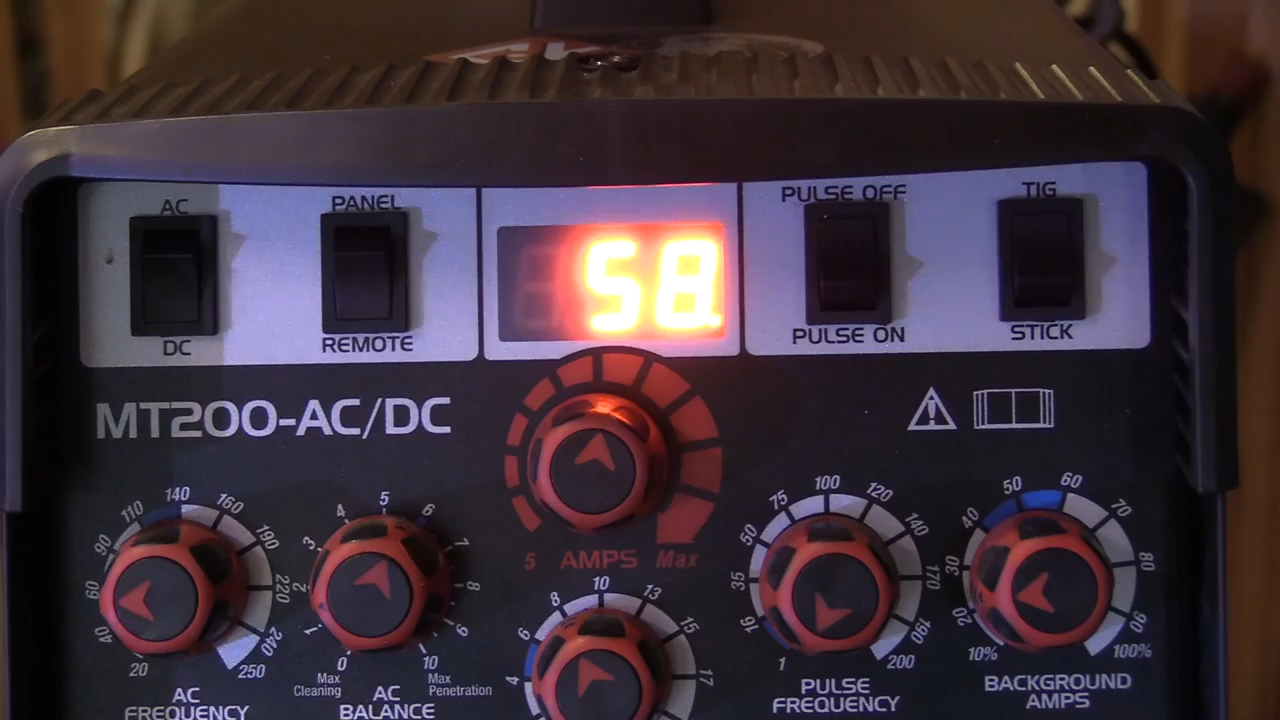 AC
DC
PANEL
REMOTE
58.
PULSE OFF
PULSE ON
TIG
STICK
MT200-AC/DC
5 AMPS Max
20 40 60 90 110 140 160 190 220 240 250
AC
FREQUENCY
0 1 2 3 4 5 6 7 8 9 10
Max
Cleaning
Max
Penetration
AC
BALANCE
4 6 8 10 13 15 17
1 16 35 50 75 100 120 140 170 190 200
PULSE
FREQUENCY
10% 20 30 40 50 60 70 80 90 100%
BACKGROUND
AMPS